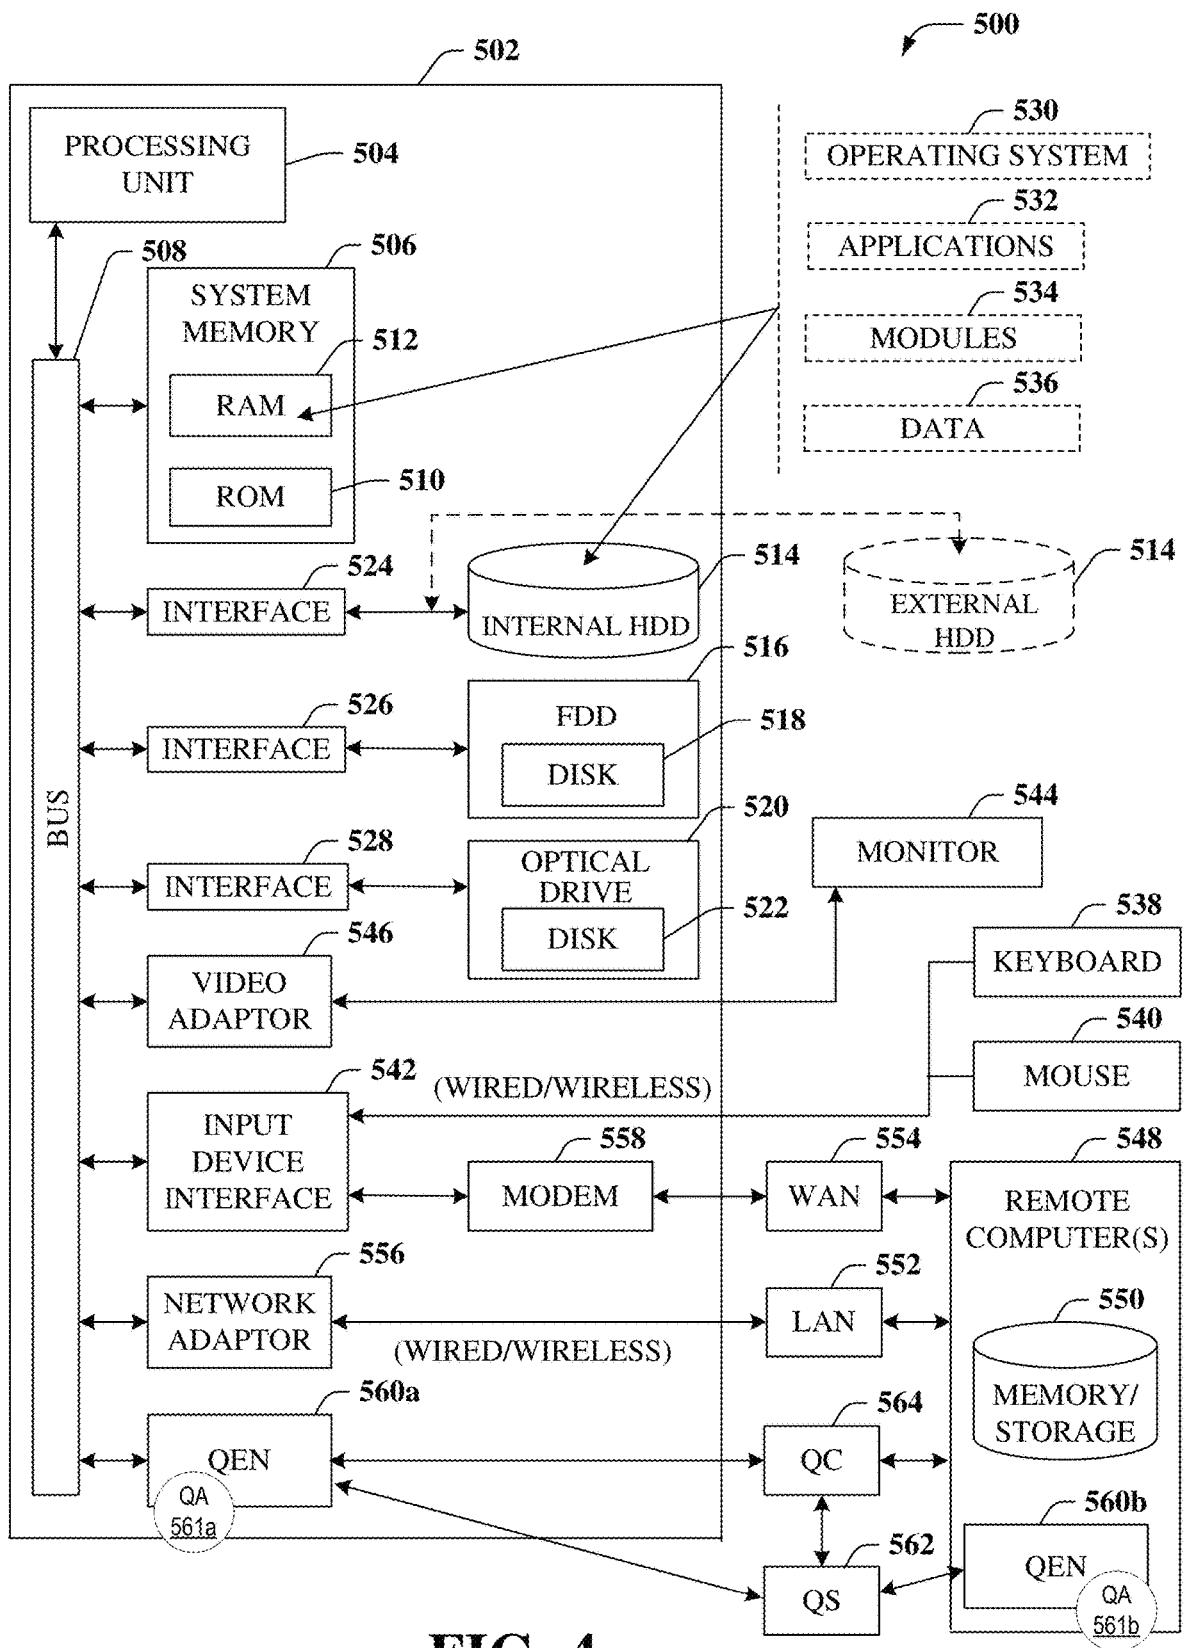 500
502
PROCESSING
UNIT
504
530
OPERATING SYSTEM
532
APPLICATIONS
534
MODULES
536
DATA
508
506
SYSTEM
MEMORY
512
RAM
510
ROM
BUS
524
INTERFACE
514
INTERNAL HDD
514
EXTERNAL
HDD
526
INTERFACE
516
FDD
518
DISK
528
INTERFACE
520
OPTICAL
DRIVE
522
DISK
544
MONITOR
546
VIDEO
ADAPTOR
538
KEYBOARD
540
MOUSE
542
INPUT
DEVICE
INTERFACE
(WIRED/WIRELESS)
558
MODEM
554
WAN
548
REMOTE
COMPUTER(S)
556
NETWORK
ADAPTOR
(WIRED/WIRELESS)
552
LAN
550
MEMORY/
STORAGE
560a
QEN
QA
561a
564
QC
562
QS
560b
QEN
QA
561b
FIG. 4